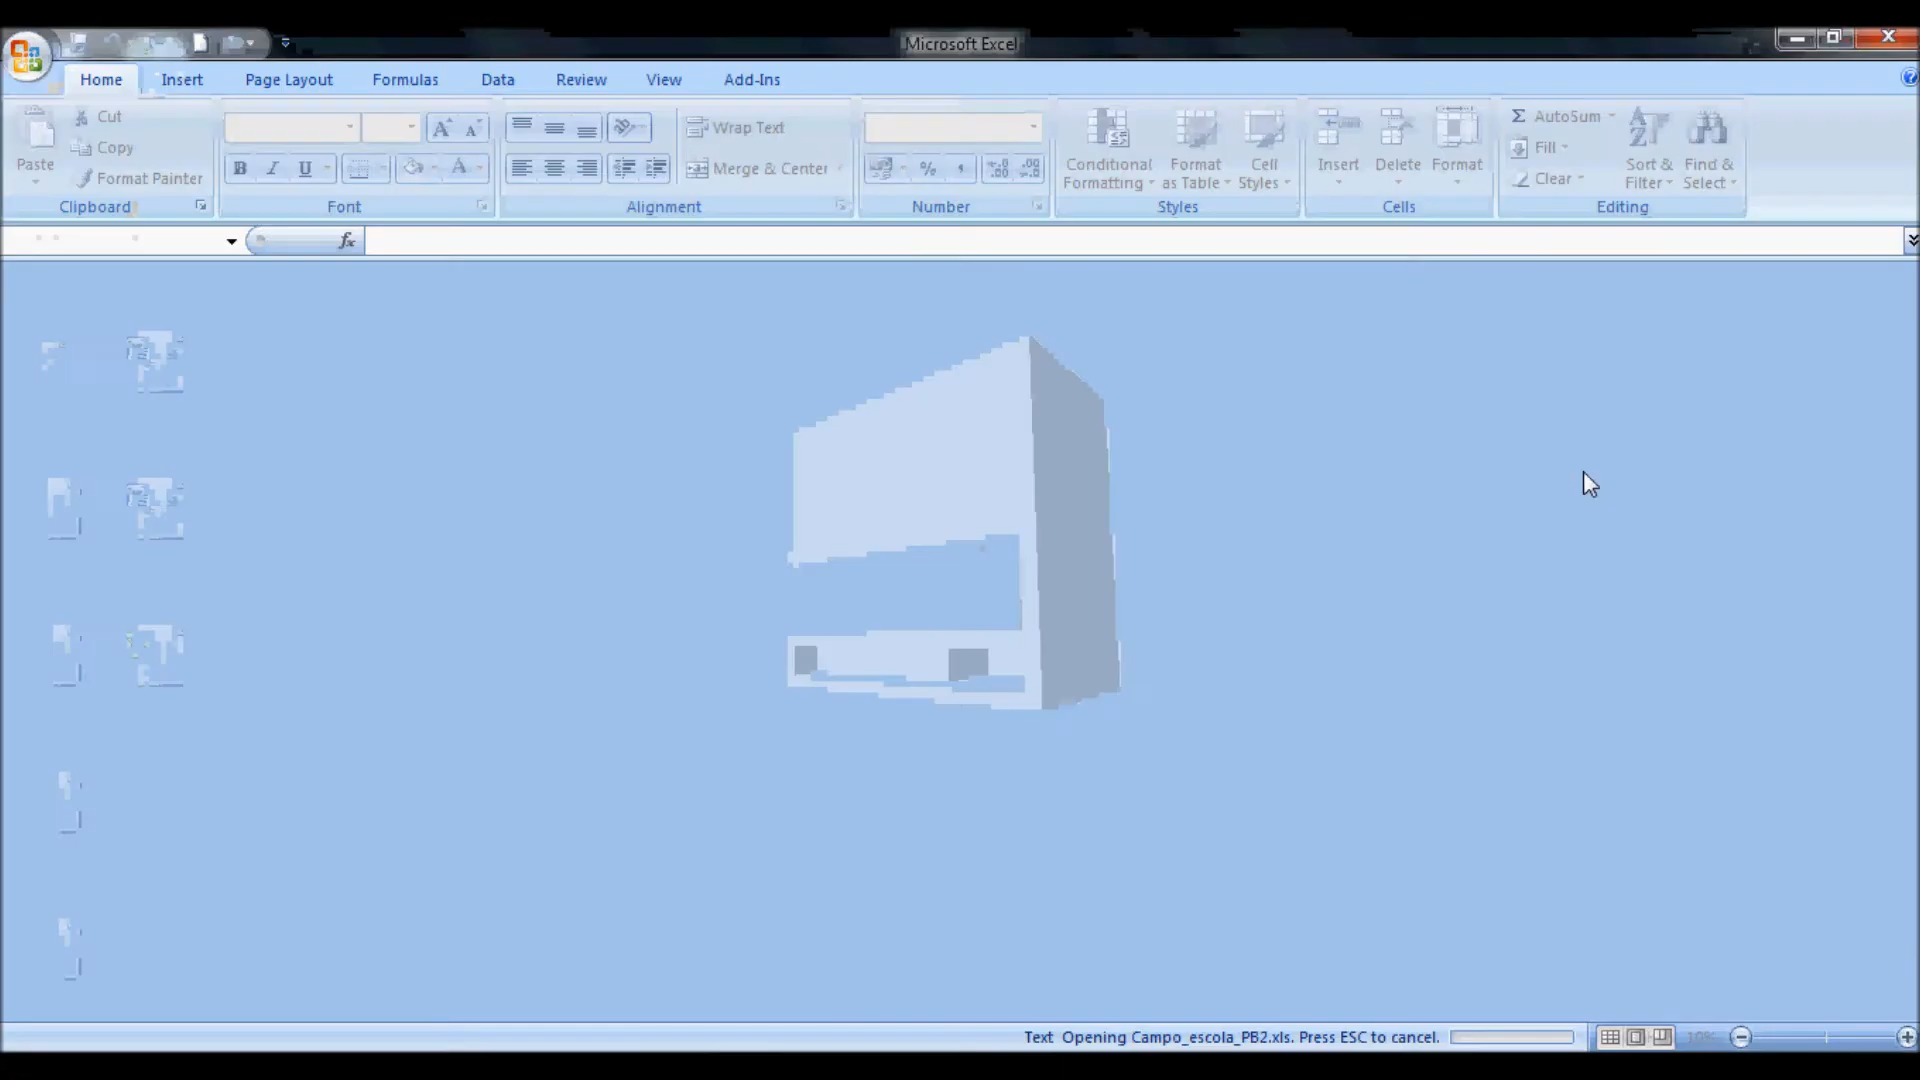 Microsoft Excel
Home Insert Page Layout Formulas Data Review View Add-Ins
Paste
Cut
Copy
Format Painter
Clipboard
B I U
Font
Wrap Text
Merge & Center
Alignment
%
Number
Conditional Formatting
Format as Table
Cell Styles
Styles
Insert
Delete
Format
Cells
Σ AutoSum
Fill
Clear
Sort & Filter
Find & Select
Editing
fx
Text Opening Campo_escola_PB2.xls. Press ESC to cancel.